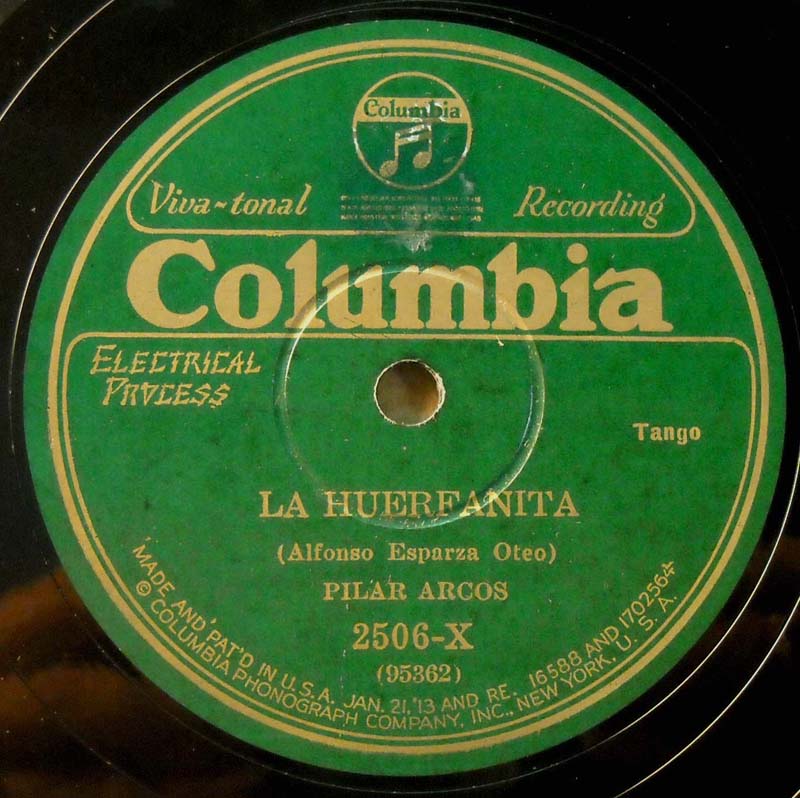 Columbia
Viva-tonal Recording
Columbia
ELECTRICAL
PROCESS
Tango
LA HUERFANITA
(Alfonso Esparza Oteo)
PILAR ARCOS
2506-X
(95362)
MADE AND PAT'D IN U.S.A. JAN. 21,'13 AND RE. 16588 AND 1702564
© COLUMBIA PHONOGRAPH COMPANY, INC., NEW YORK, U. S. A.